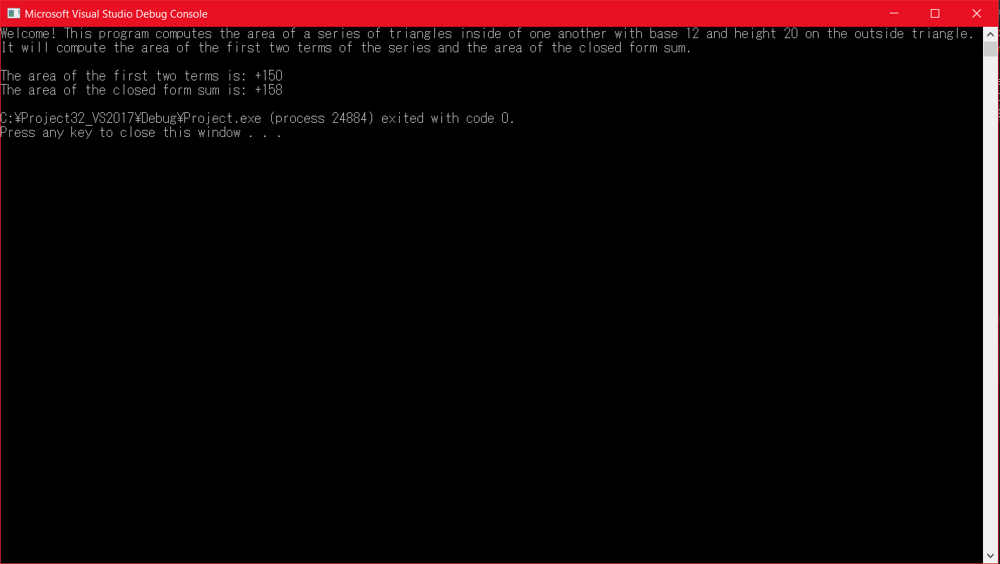 Microsoft Visual Studio Debug Console
Welcome! This program computes the area of a series of triangles inside of one another with base 12 and height 20 on the outside triangle.
It will compute the area of the first two terms of the series and the area of the closed form sum.
The area of the first two terms is: +150
The area of the closed form sum is: +158
C:¥Project32_VS2017¥Debug¥Project.exe (process 24884) exited with code 0.
Press any key to close this window . . .